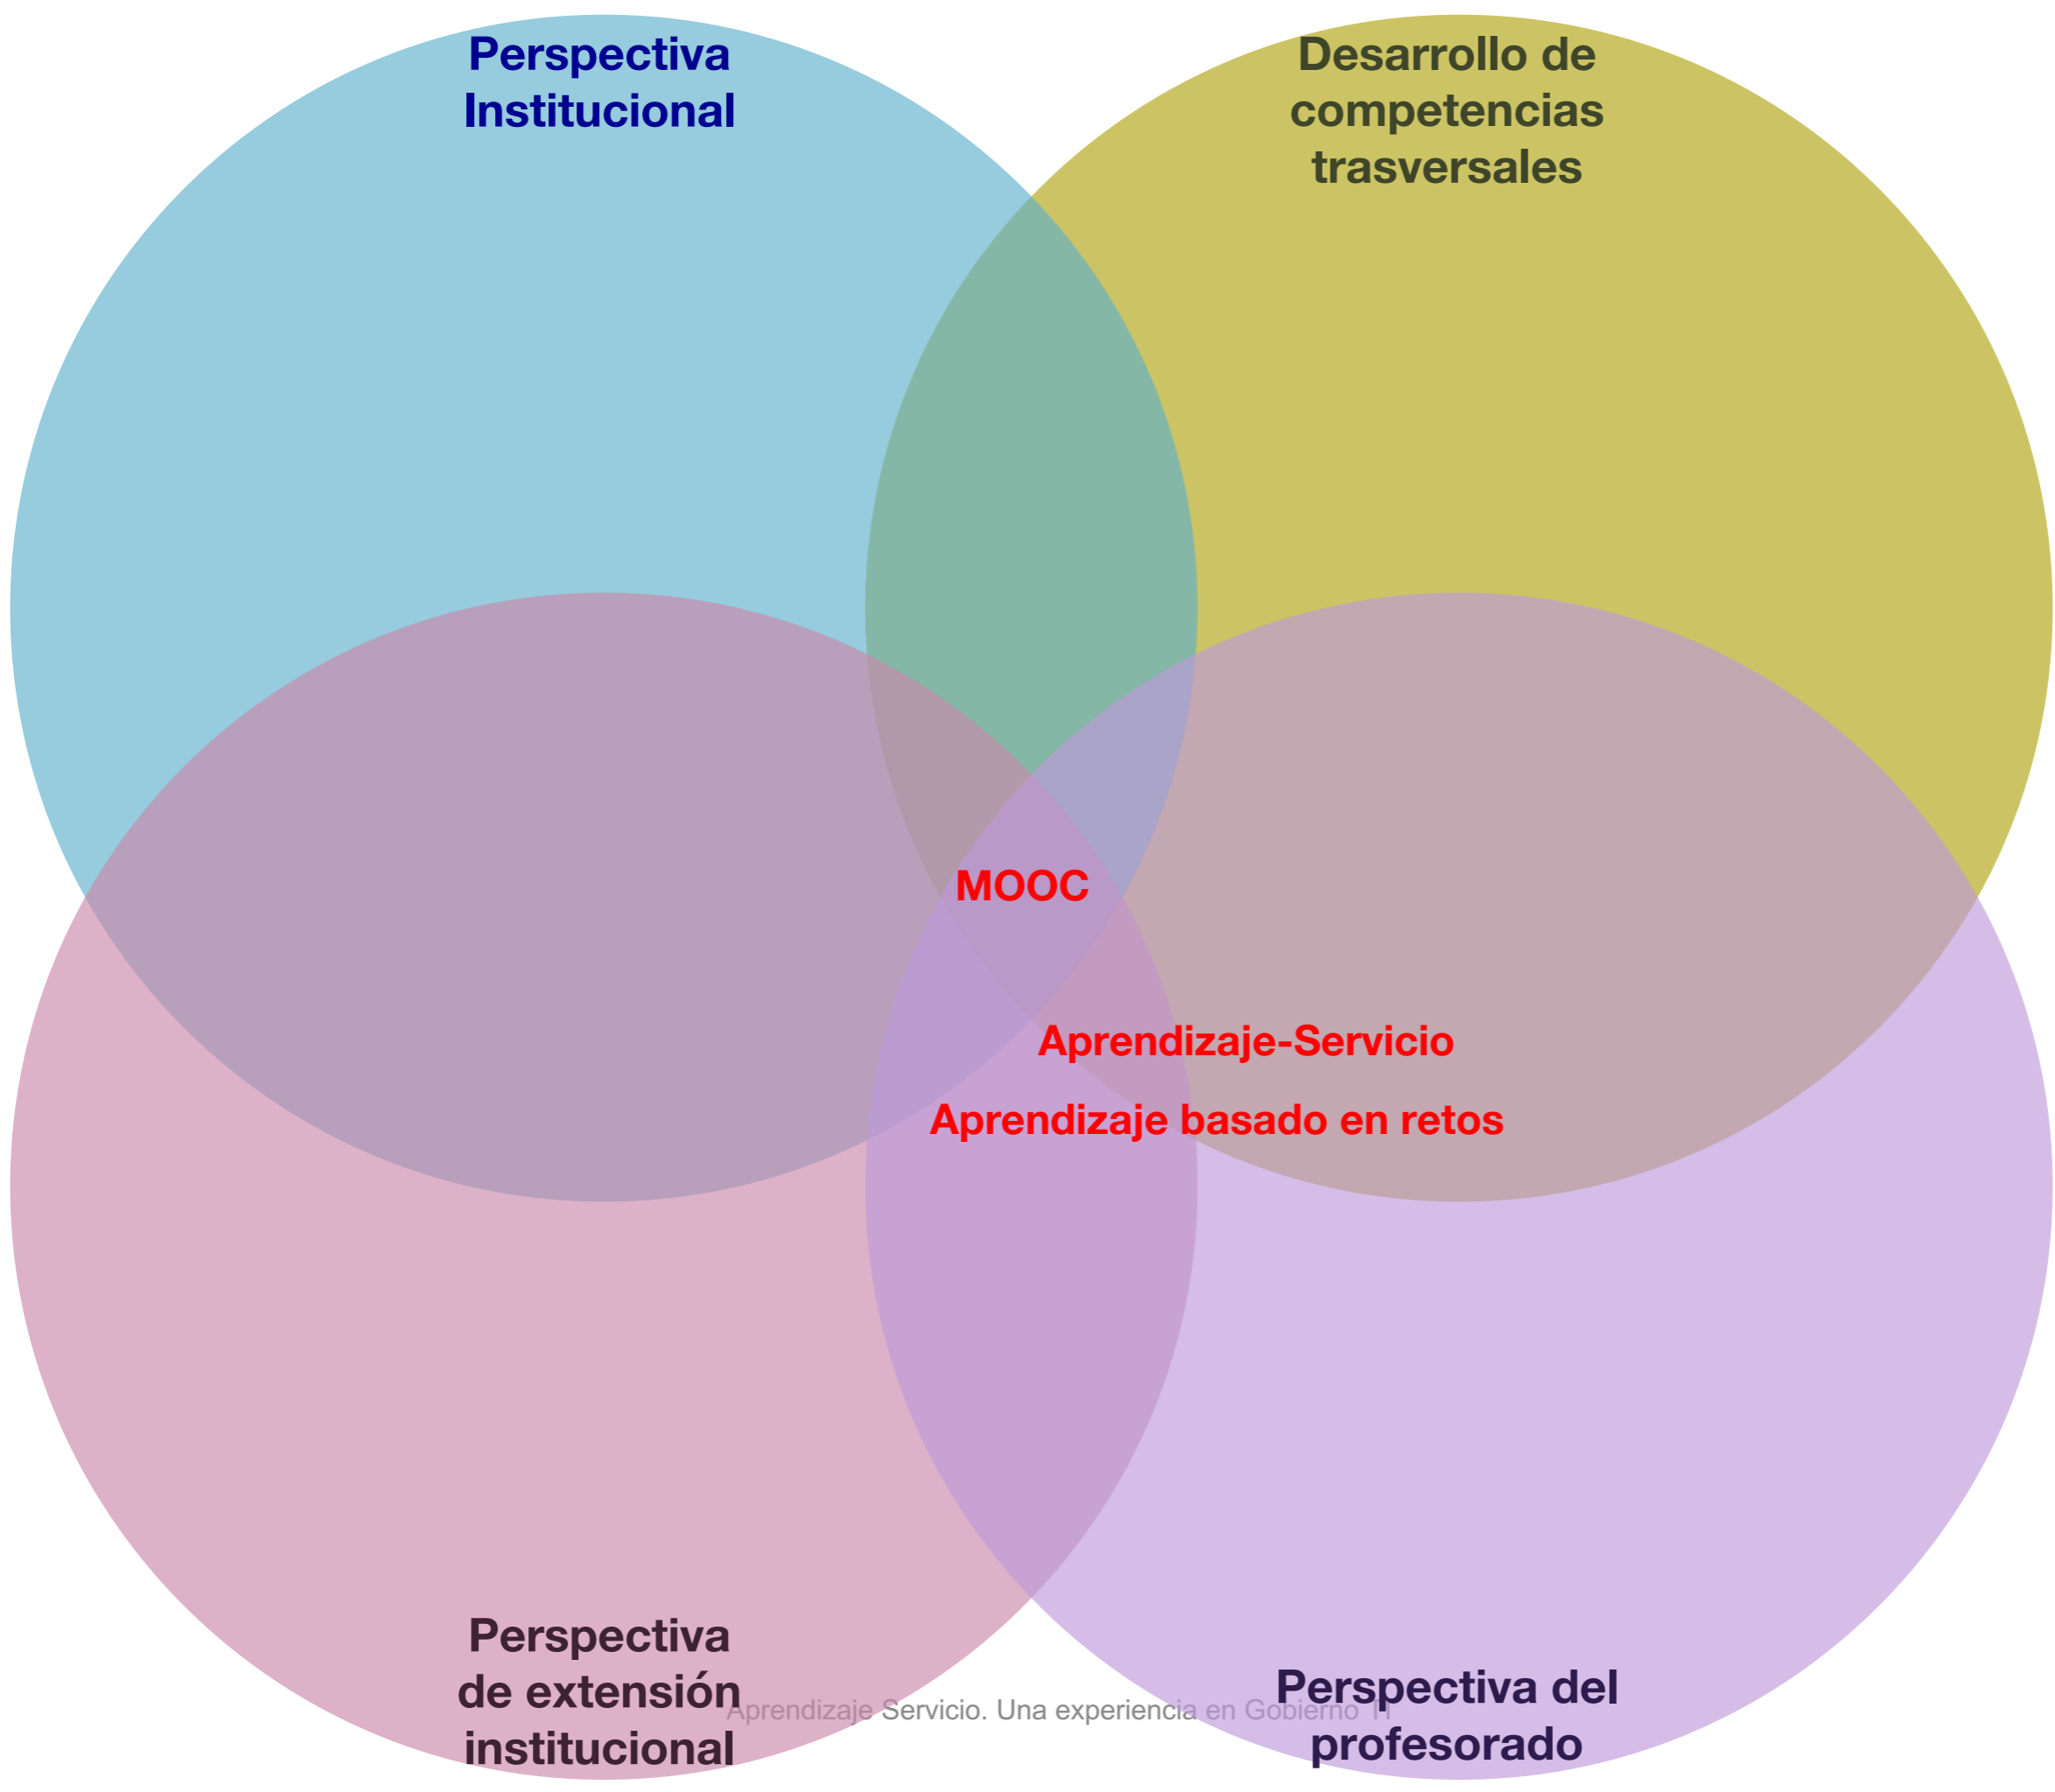 Perspectiva
Institucional
Desarrollo de
competencias
trasversales
MOOC
Aprendizaje-Servicio
Aprendizaje basado en retos
Perspectiva
de extensión
institucional
Aprendizaje Servicio. Una experiencia en Gobierno TI
Perspectiva del
profesorado